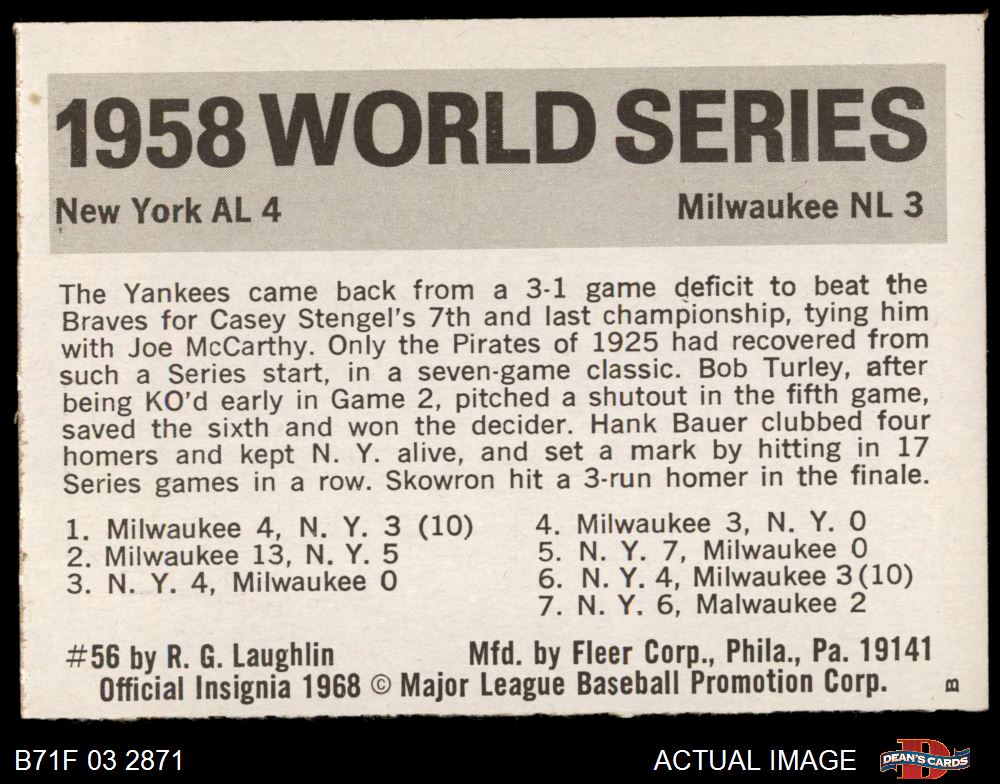 1958 WORLD SERIES
New York AL 4 Milwaukee NL 3
The Yankees came back from a 3-1 game deficit to beat the
Braves for Casey Stengel's 7th and last championship, tying him
with Joe McCarthy. Only the Pirates of 1925 had recovered from
such a Series start, in a seven-game classic. Bob Turley, after
being KO'd early in Game 2, pitched a shutout in the fifth game,
saved the sixth and won the decider. Hank Bauer clubbed four
homers and kept N. Y. alive, and set a mark by hitting in 17
Series games in a row. Skowron hit a 3-run homer in the finale.
1. Milwaukee 4, N. Y. 3 (10)
2. Milwaukee 13, N. Y. 5
3. N. Y. 4, Milwaukee 0
4. Milwaukee 3, N. Y. 0
5. N. Y. 7, Milwaukee 0
6. N. Y. 4, Milwaukee 3 (10)
7. N. Y. 6, Malwaukee 2
#56 by R. G. Laughlin Mfd. by Fleer Corp., Phila., Pa. 19141
Official Insignia 1968 © Major League Baseball Promotion Corp.
B
B71F 03 2871 ACTUAL IMAGE D DEAN'S CARDS